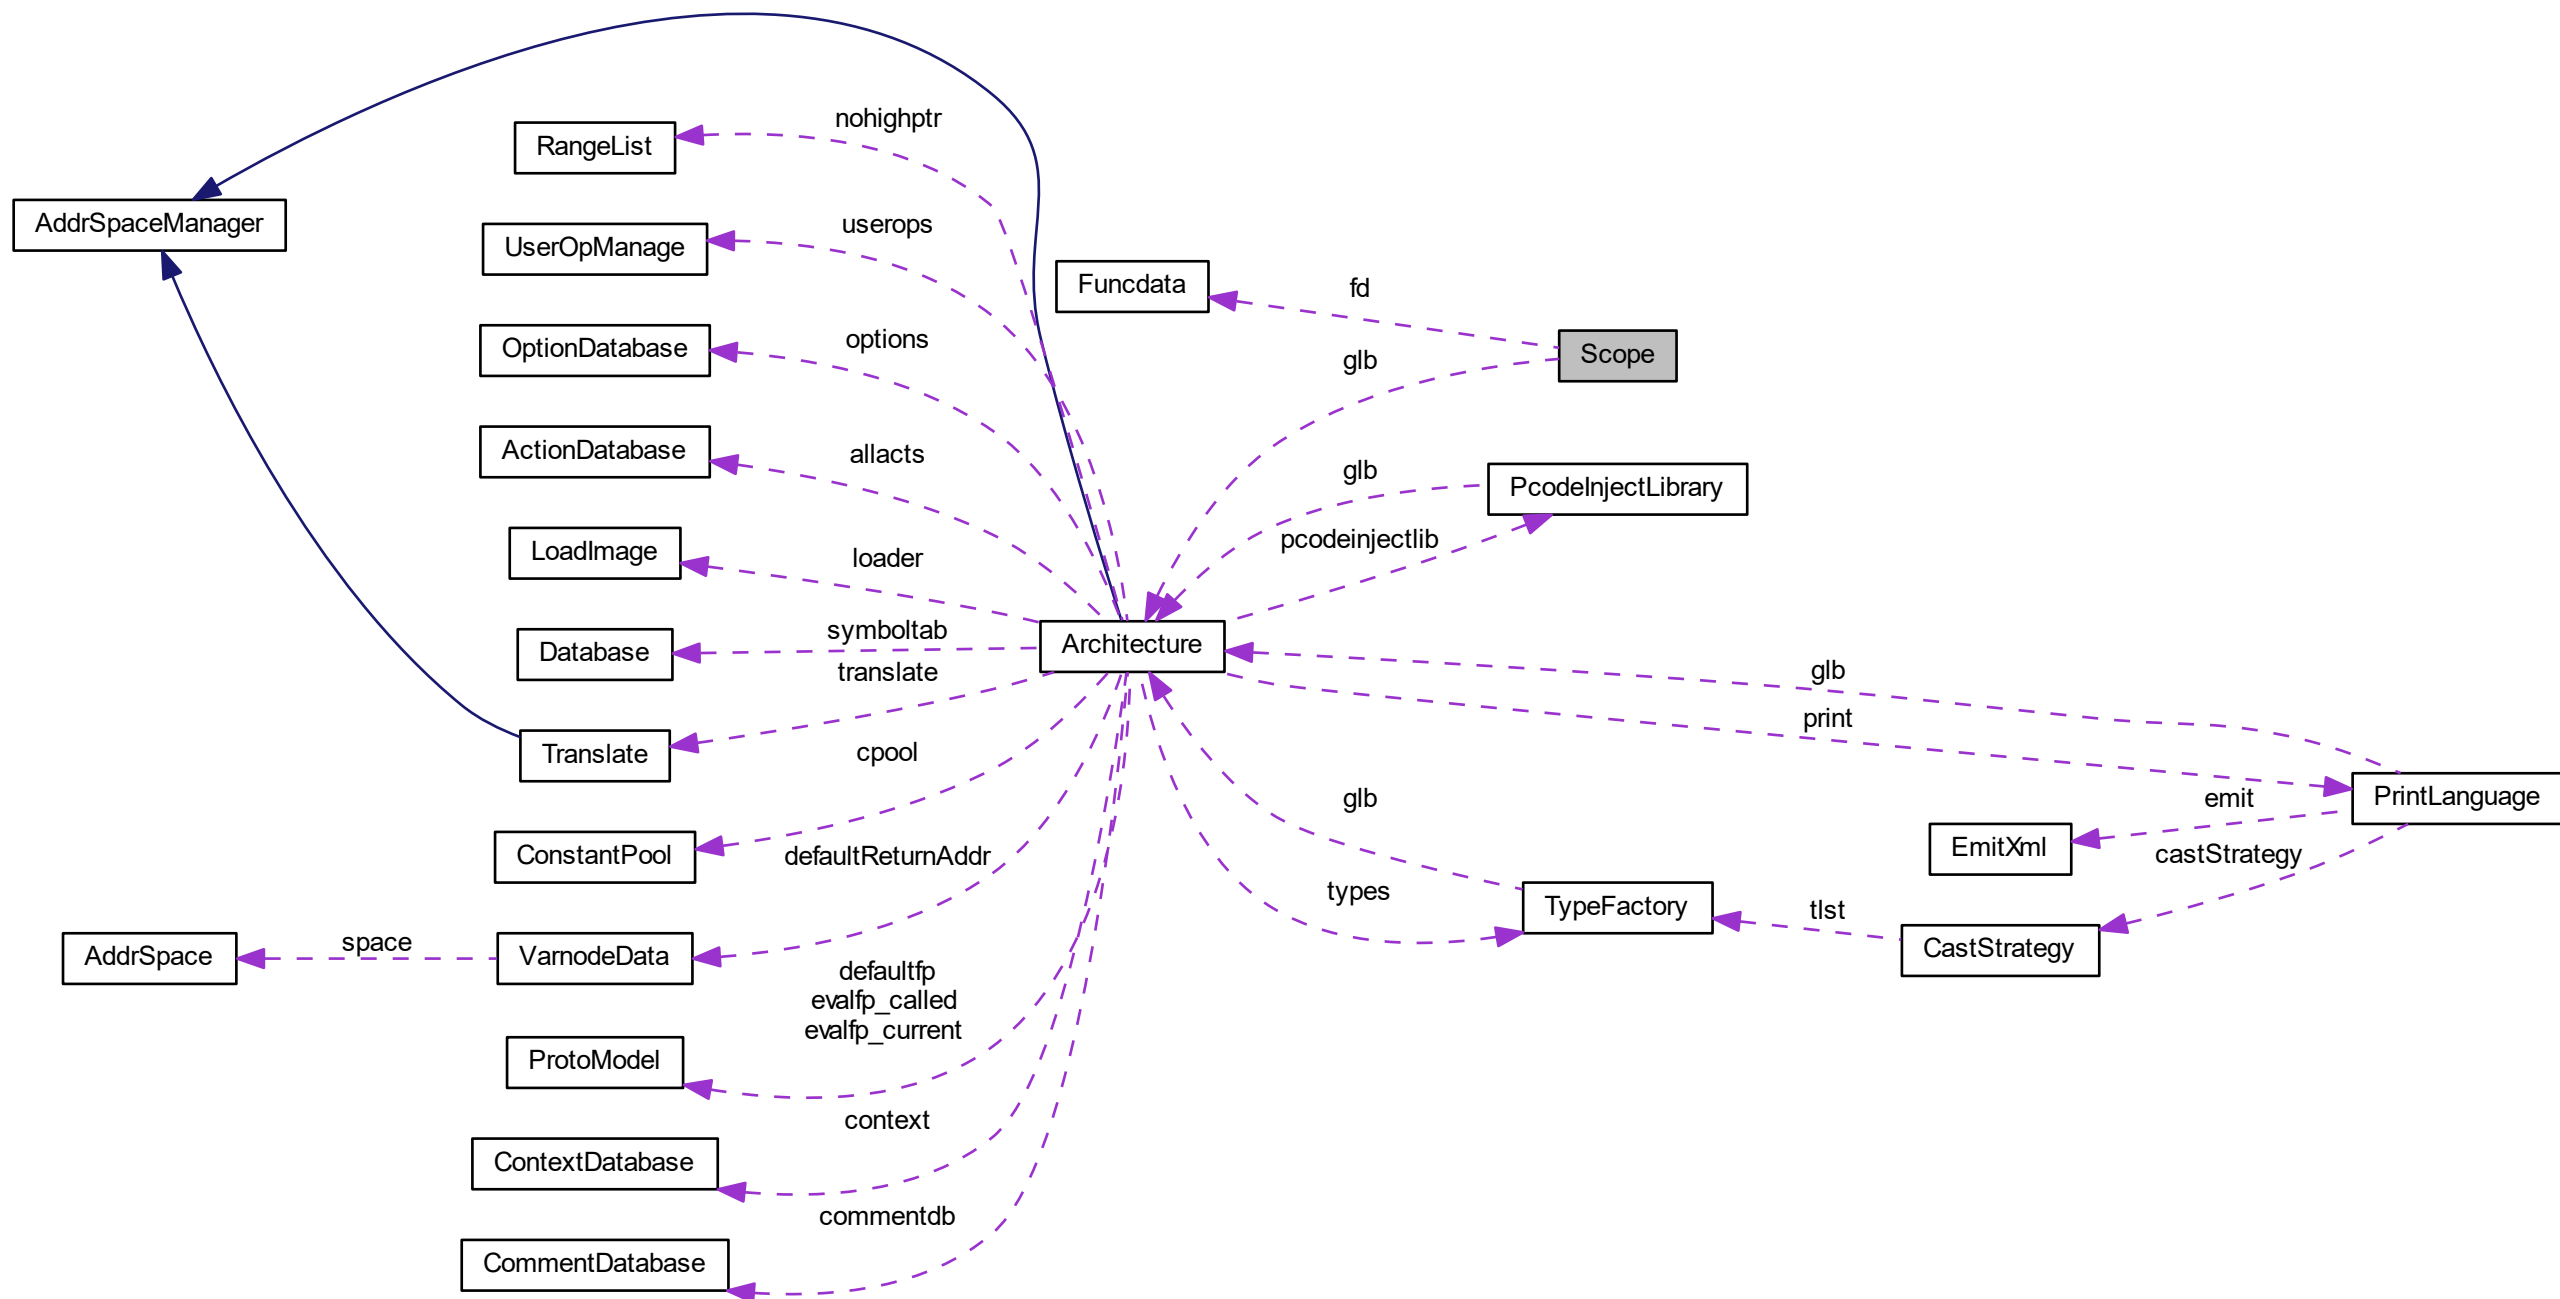 nohighptr
RangeList
AddrSpaceManager
userops
UserOpManage
Funcdata
fd
options
OptionDatabase
glb
Scope
allacts
ActionDatabase
glb
PcodeInjectLibrary
loader
LoadImage
pcodeinjectlib
symboltab
Database
Architecture
translate
glb
print
Translate
cpool
glb
emit
PrintLanguage
ConstantPool
defaultReturnAddr
EmitXml
castStrategy
types
TypeFactory
tlst
AddrSpace
space
VarnodeData
CastStrategy
defaultfp
evalfp_called
evalfp_current
ProtoModel
context
ContextDatabase
commentdb
CommentDatabase